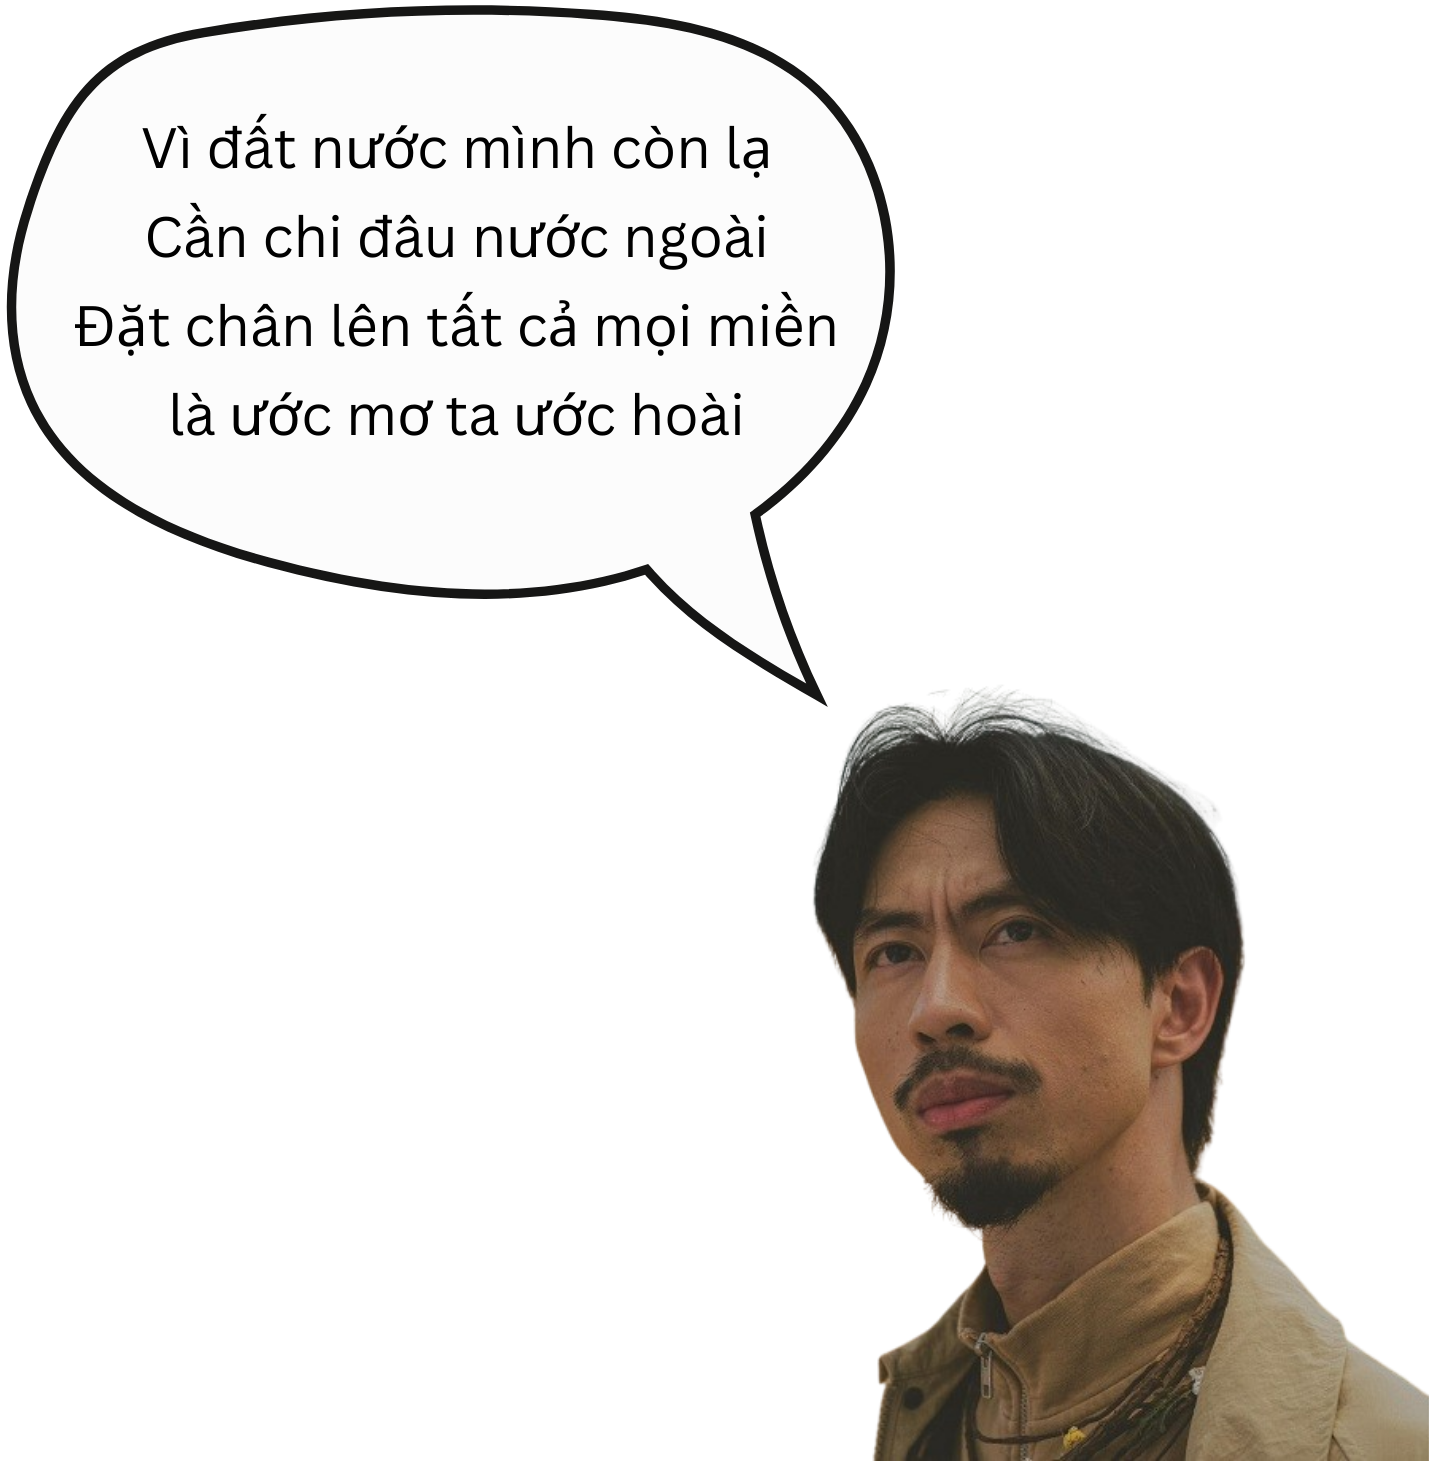 Vì đất nước mình còn lạ
Cần chi đâu nước ngoài
Đặt chân lên tất cả mọi miền
là ước mơ ta ước hoài